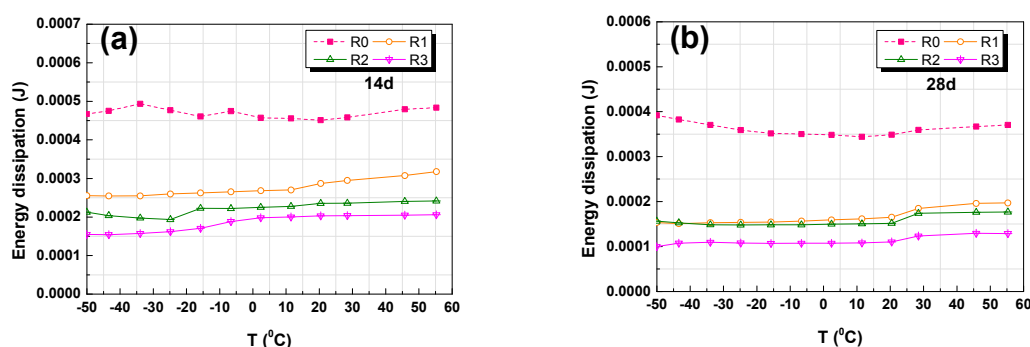 (a)
R0 R1
R2 R3
14d
Energy dissipation (J)
0.0007
0.0006
0.0005
0.0004
0.0003
0.0002
0.0001
0.0000
-50 -40 -30 -20 -10 0 10 20 30 40 50 60
T (⁰C)
(b)
R0 R1
R2 R3
28d
Energy dissipation (J)
0.0006
0.0005
0.0004
0.0003
0.0002
0.0001
0.0000
-50 -40 -30 -20 -10 0 10 20 30 40 50 60
T (⁰C)